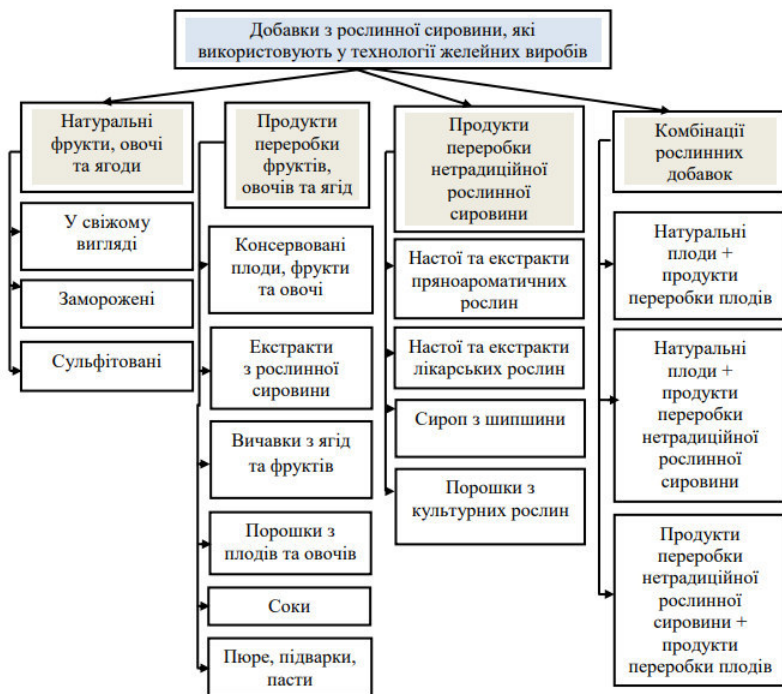 Добавки з рослинної сировини, які
використовують у технології желейних виробів
Натуральні
фрукти, овочі
та ягоди
У свіжому
вигляді
Заморожені
Сульфітовані
Продукти
переробки
фруктів,
овочів та ягід
Консервовані
плоди, фрукти
та овочі
Екстракти
з рослинної
сировини
Вичавки з ягід
та фруктів
Порошки з
плодів та овочів
Соки
Пюре, підварки,
пасти
Продукти
переробки
нетрадиційної
рослинної
сировини
Настої та екстракти
пряноароматичних
рослин
Настої та екстракти
лікарських рослин
Сироп з шипшини
Порошки з
культурних рослин
Комбінації
рослинних
добавок
Натуральні
плоди +
продукти
переробки плодів
Натуральні
плоди +
продукти
переробки
нетрадиційної
рослинної
сировини
Продукти
переробки
нетрадиційної
рослинної
сировини +
продукти
переробки плодів